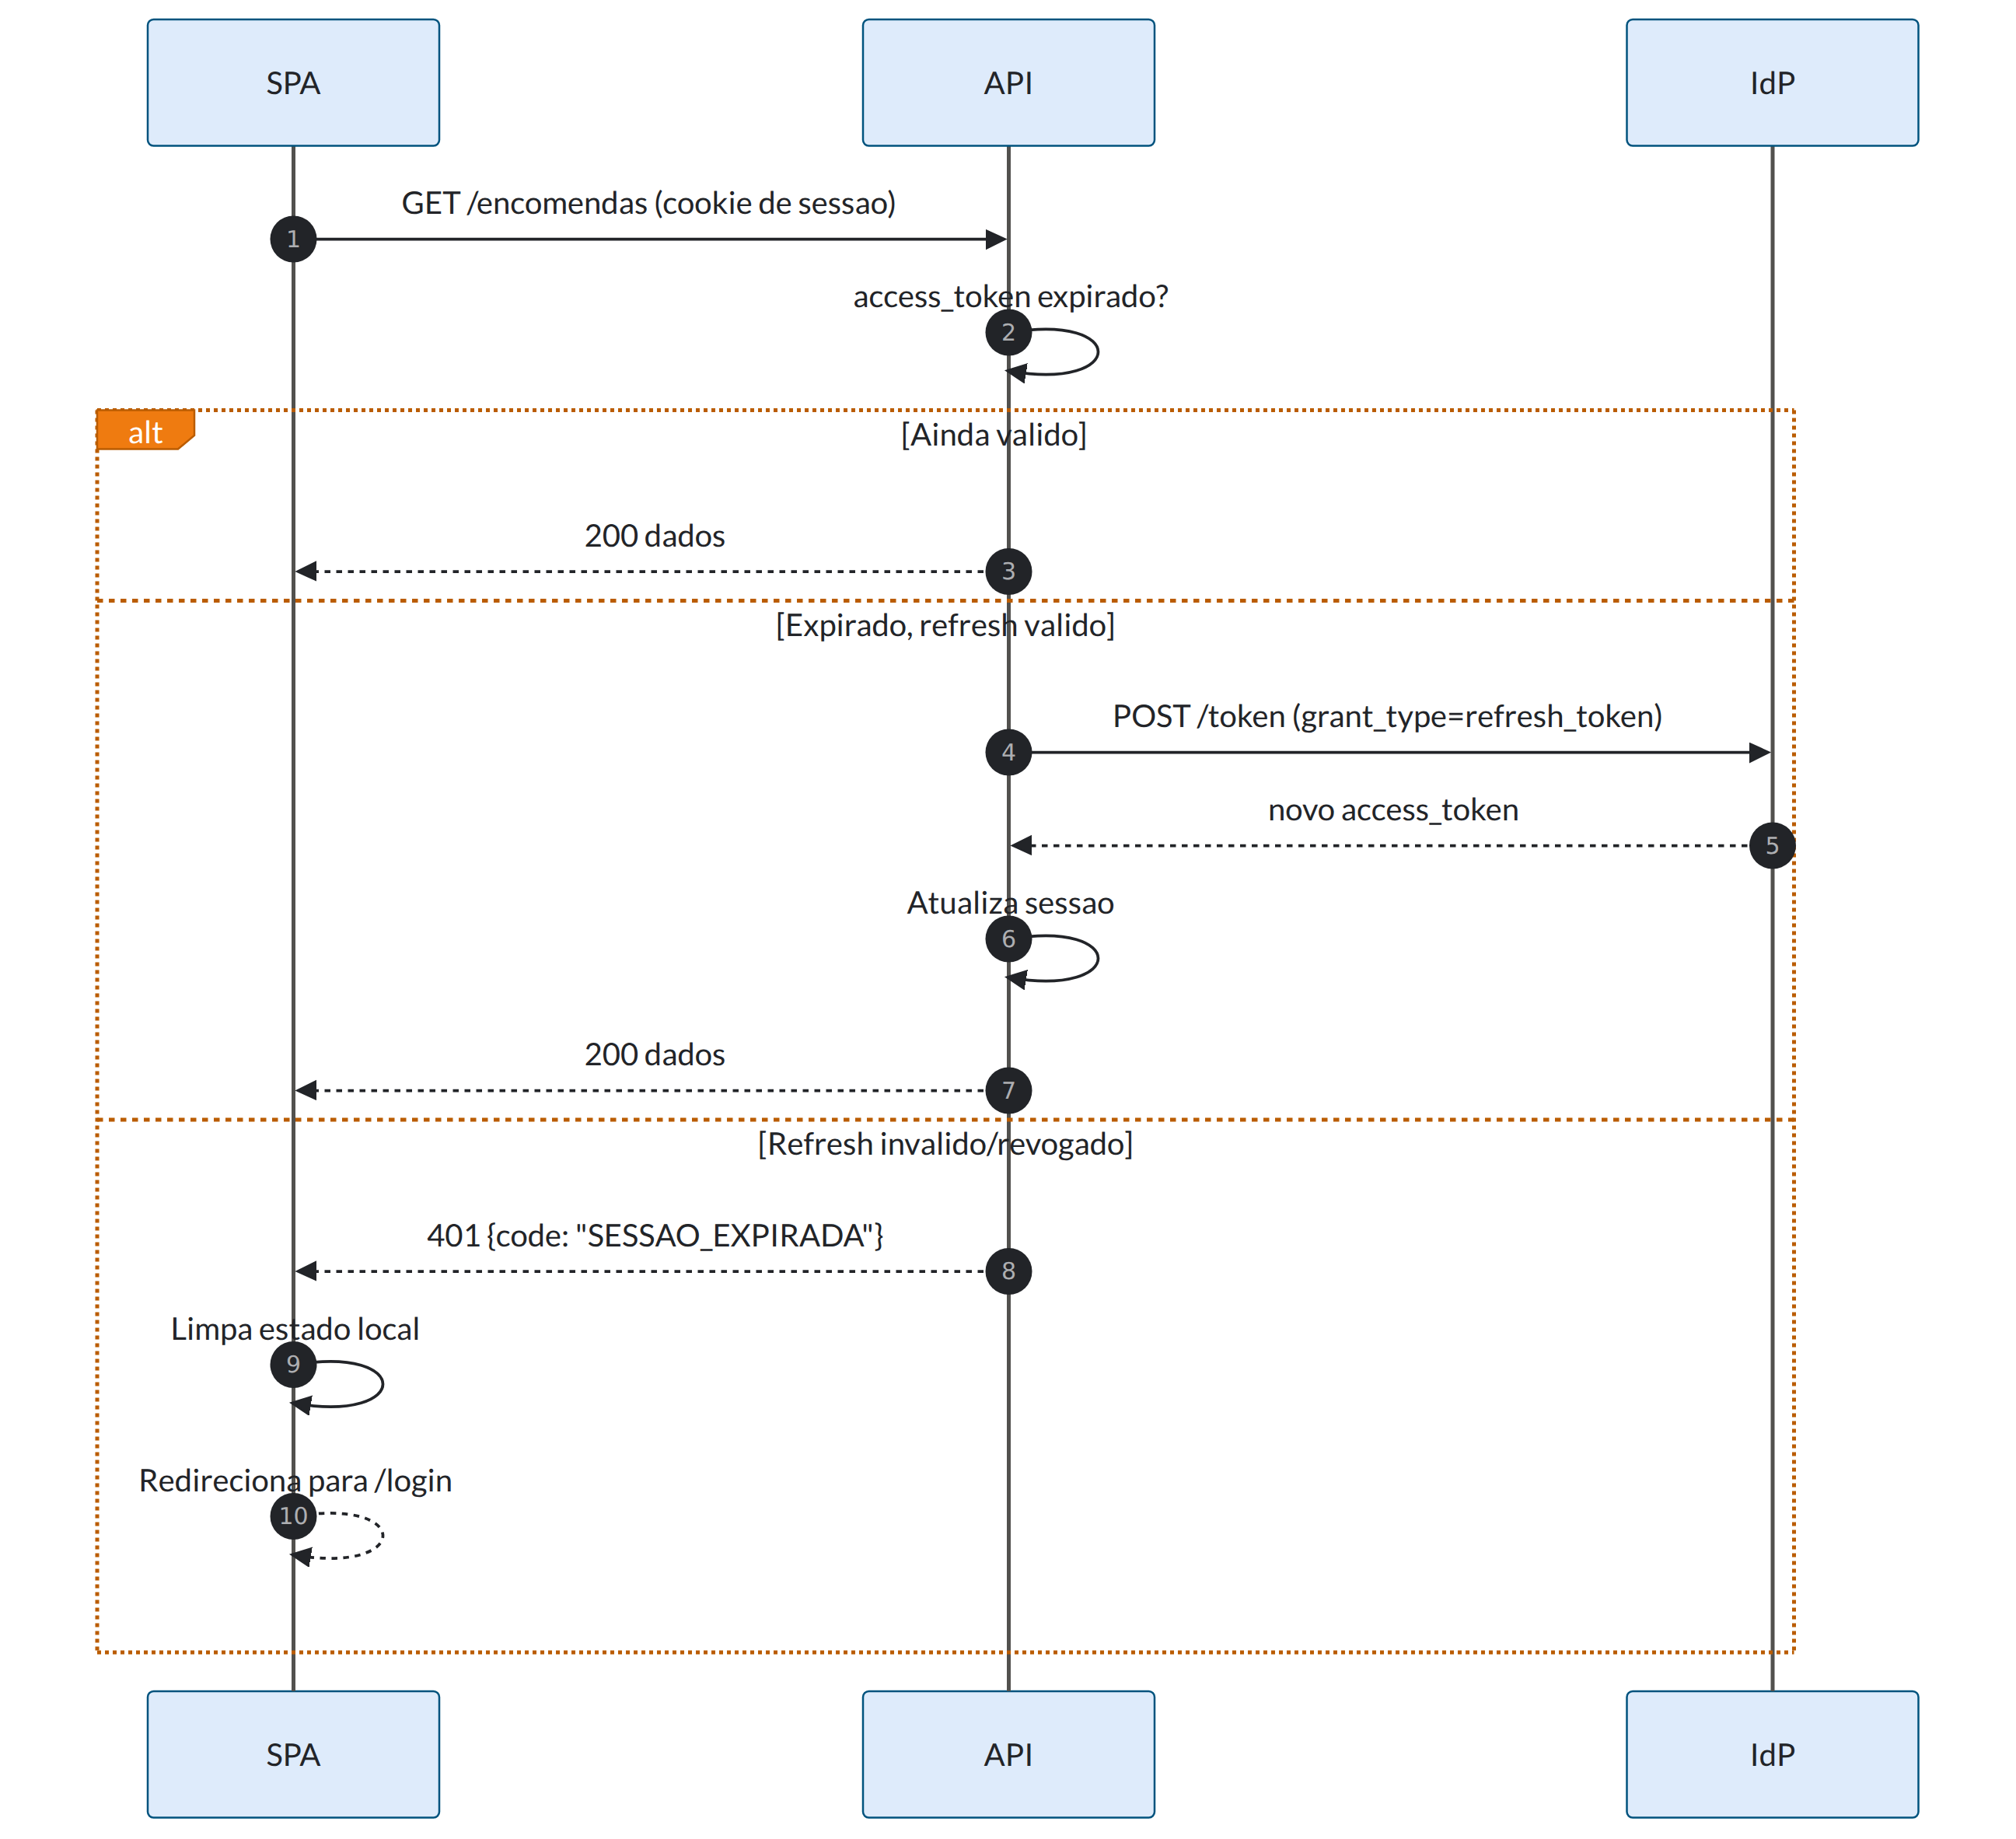 SPA
API
IdP
GET /encomendas (cookie de sessao)
1
access_token expirado?
2
alt
[Ainda valido]
200 dados
3
[Expirado, refresh valido]
POST /token (grant_type=refresh_token)
4
novo access_token
5
Atualiza sessao
6
200 dados
7
[Refresh invalido/revogado]
401 {code: "SESSAO_EXPIRADA"}
8
Limpa estado local
9
Redireciona para /login
10
SPA
API
IdP